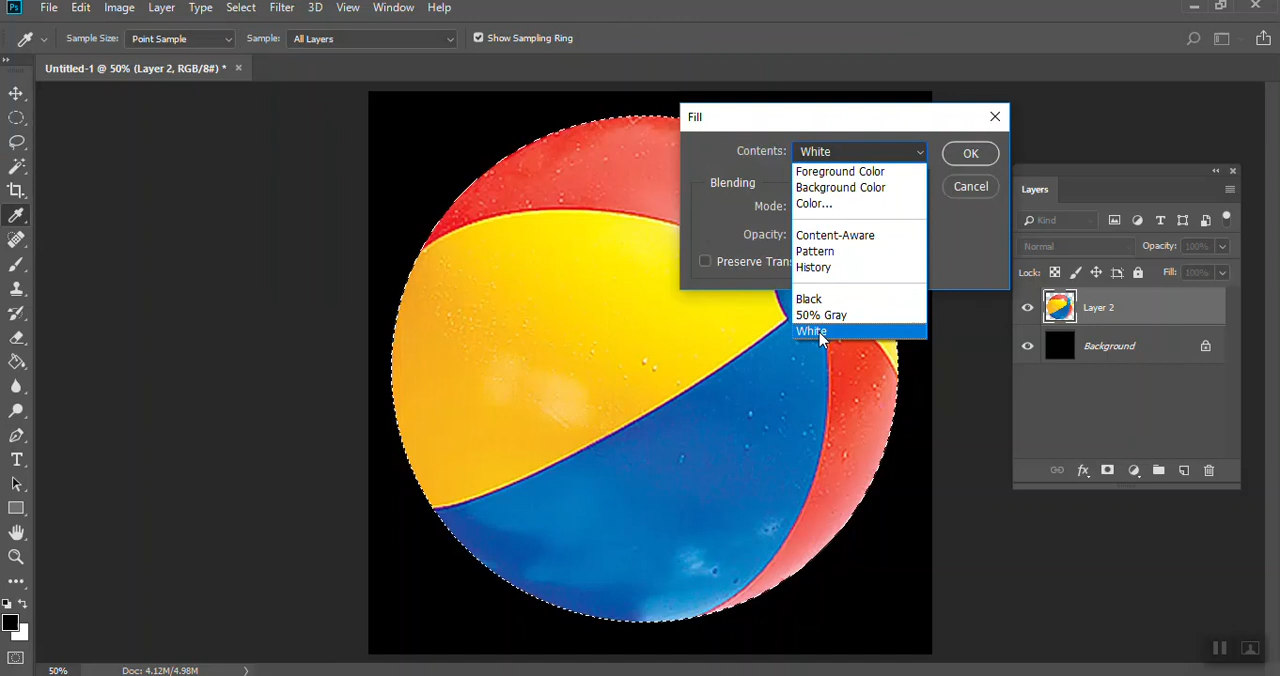 Ps File Edit Image Layer Type Select Filter 3D View Window Help
Sample Size: Point Sample Sample: All Layers Show Sampling Ring
Untitled-1 @ 50% (Layer 2, RGB/8#) * ×
Fill
Contents: White OK
Foreground Color
Background Color
Color...
Content-Aware
Pattern
History
Black
50% Gray
White
Blending
Cancel
Mode:
Opacity:
Preserve Tran
Layers
Kind
Normal Opacity: 100%
Lock: Fill: 100%
Layer 2
Background
50% Doc: 4.12M/4.98M